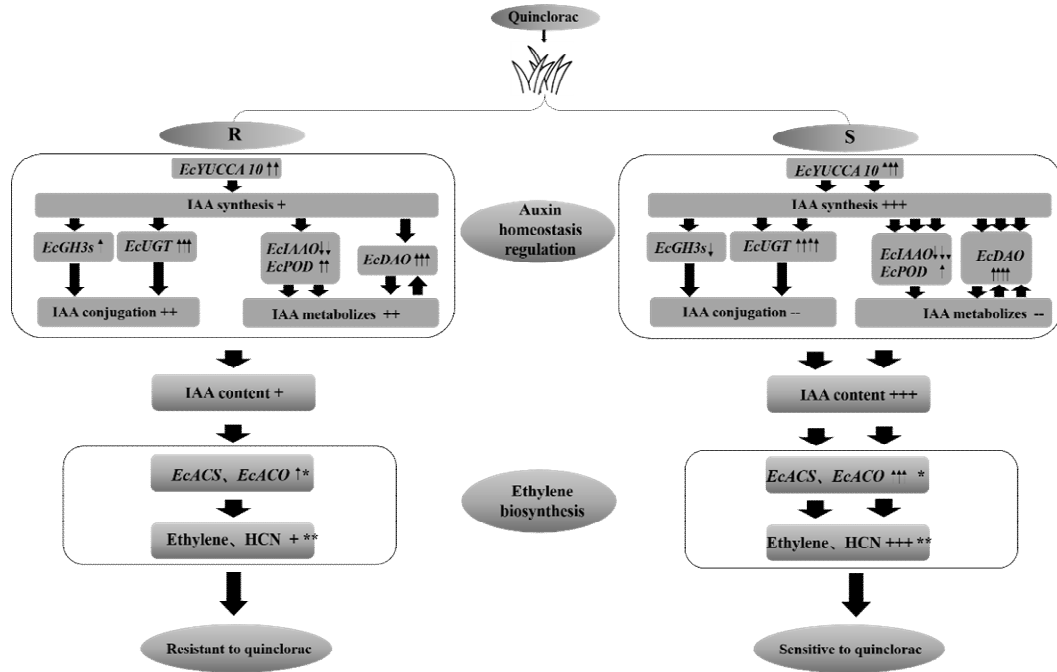 Quinclorac
R
S
EcYUCCA 10 ↑↑
EcYUCCA 10 ↑↑↑
IAA synthesis +
IAA synthesis +++
Auxin
homcostasis
regulation
EcGH3s ↑
EcUGT ↑↑↑
EcIAAO↓↓
EcPOD ↑↑
EcDAO ↑↑↑
EcGH3s↓
EcUGT ↑↑↑↑
EcIAAO↓↓↓
EcPOD ↑
EcDAO
↑↑↑↑
IAA conjugation ++
IAA metabolizes ++
IAA conjugation --
IAA metabolizes --
IAA content +
IAA content +++
EcACS、EcACO ↑*
EcACS、EcACO ↑↑↑ *
Ethylene
biosynthesis
Ethylene、HCN + **
Ethylene、HCN +++ **
Resistant to quinclorac
Sensitive to quinclorac